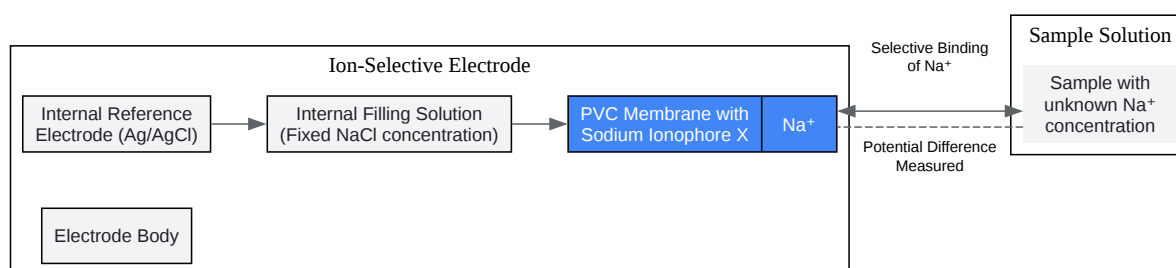 Ion-Selective Electrode
Internal Reference
Electrode (Ag/AgCl)
Internal Filling Solution
(Fixed NaCl concentration)
PVC Membrane with
Sodium Ionophore X
Na⁺
Electrode Body
Selective Binding
of Na⁺
Potential Difference
Measured
Sample Solution
Sample with
unknown Na⁺
concentration